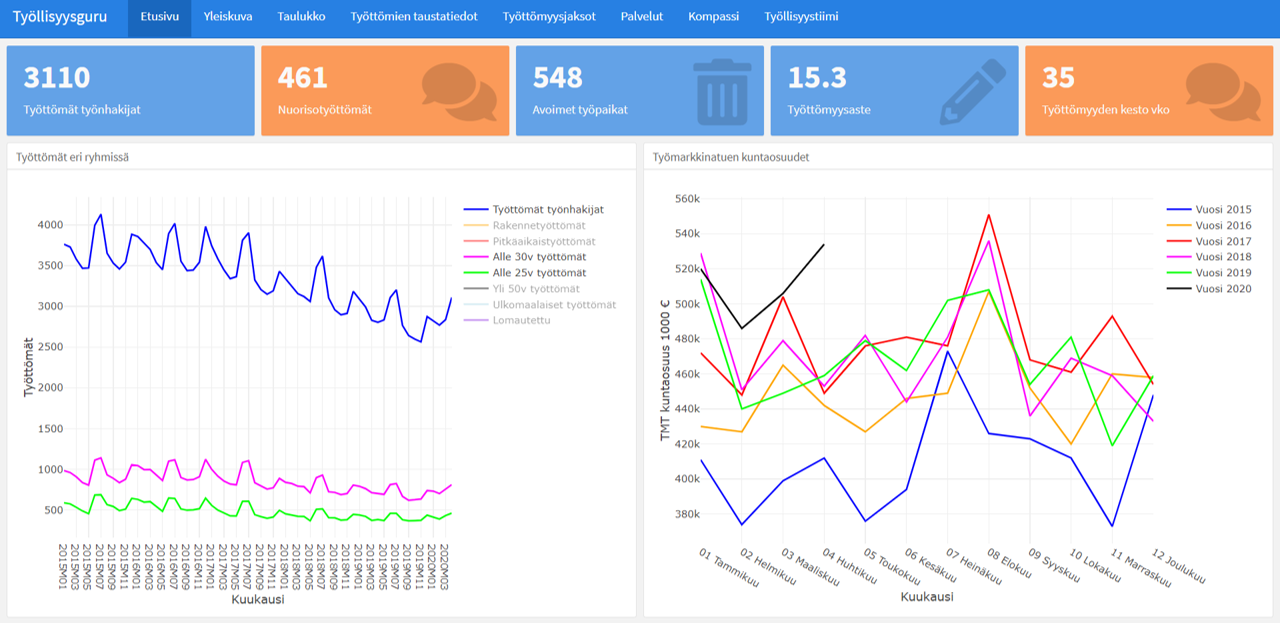 Työllisyysguru Etusivu Yleiskuva Taulukko Työttömien taustatiedot Työttömyysjaksot Palvelut Kompassi Työllisyystiimi
3110
Työttömät työnhakijat
461
Nuorisotyöttömät
548
Avoimet työpaikat
15.3
Työttömyysaste
35
Työttömyyden kesto vko
Työttömät eri ryhmissä
4000
3500
3000
2500
2000
1500
1000
500
Työttömät
2015M01
2015M03
2015M05
2015M07
2015M09
2015M11
2016M01
2016M03
2016M05
2016M07
2016M09
2016M11
2017M01
2017M03
2017M05
2017M07
2017M09
2017M11
2018M01
2018M03
2018M05
2018M07
2018M09
2018M11
2019M01
2019M03
2019M05
2019M07
2019M09
2019M11
2020M01
2020M03
Kuukausi
Työttömät työnhakijat
Rakennetyöttömät
Pitkäaikaistyöttömät
Alle 30v työttömät
Alle 25v työttömät
Yli 50v työttömät
Ulkomaalaiset työttömät
Lomautettu
Työmarkkinatuen kuntaosuudet
560k
540k
520k
500k
480k
460k
440k
420k
400k
380k
TMT kuntaosuus 1000 €
01 Tammikuu
02 Helmikuu
03 Maaliskuu
04 Huhtikuu
05 Toukokuu
06 Kesäkuu
07 Heinäkuu
08 Elokuu
09 Syyskuu
10 Lokakuu
11 Marraskuu
12 Joulukuu
Kuukausi
Vuosi 2015
Vuosi 2016
Vuosi 2017
Vuosi 2018
Vuosi 2019
Vuosi 2020